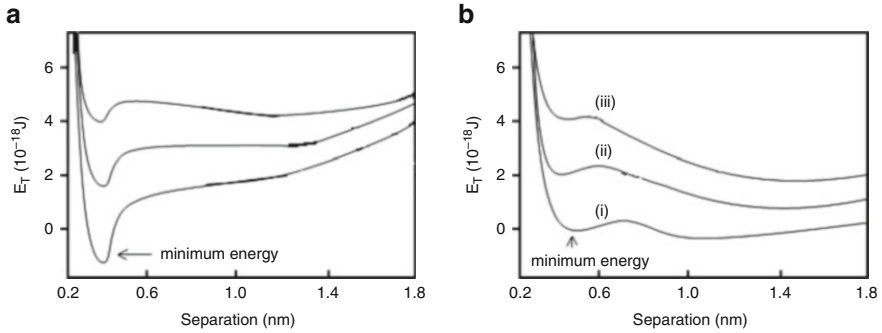 a
E_T (10^-18 J)
6
4
2
0
minimum energy
0.2 0.6 1.0 1.4 1.8
Separation (nm)
b
E_T (10^-18 J)
6
4
2
0
(iii)
(ii)
(i)
minimum energy
0.2 0.6 1.0 1.4 1.8
Separation (nm)